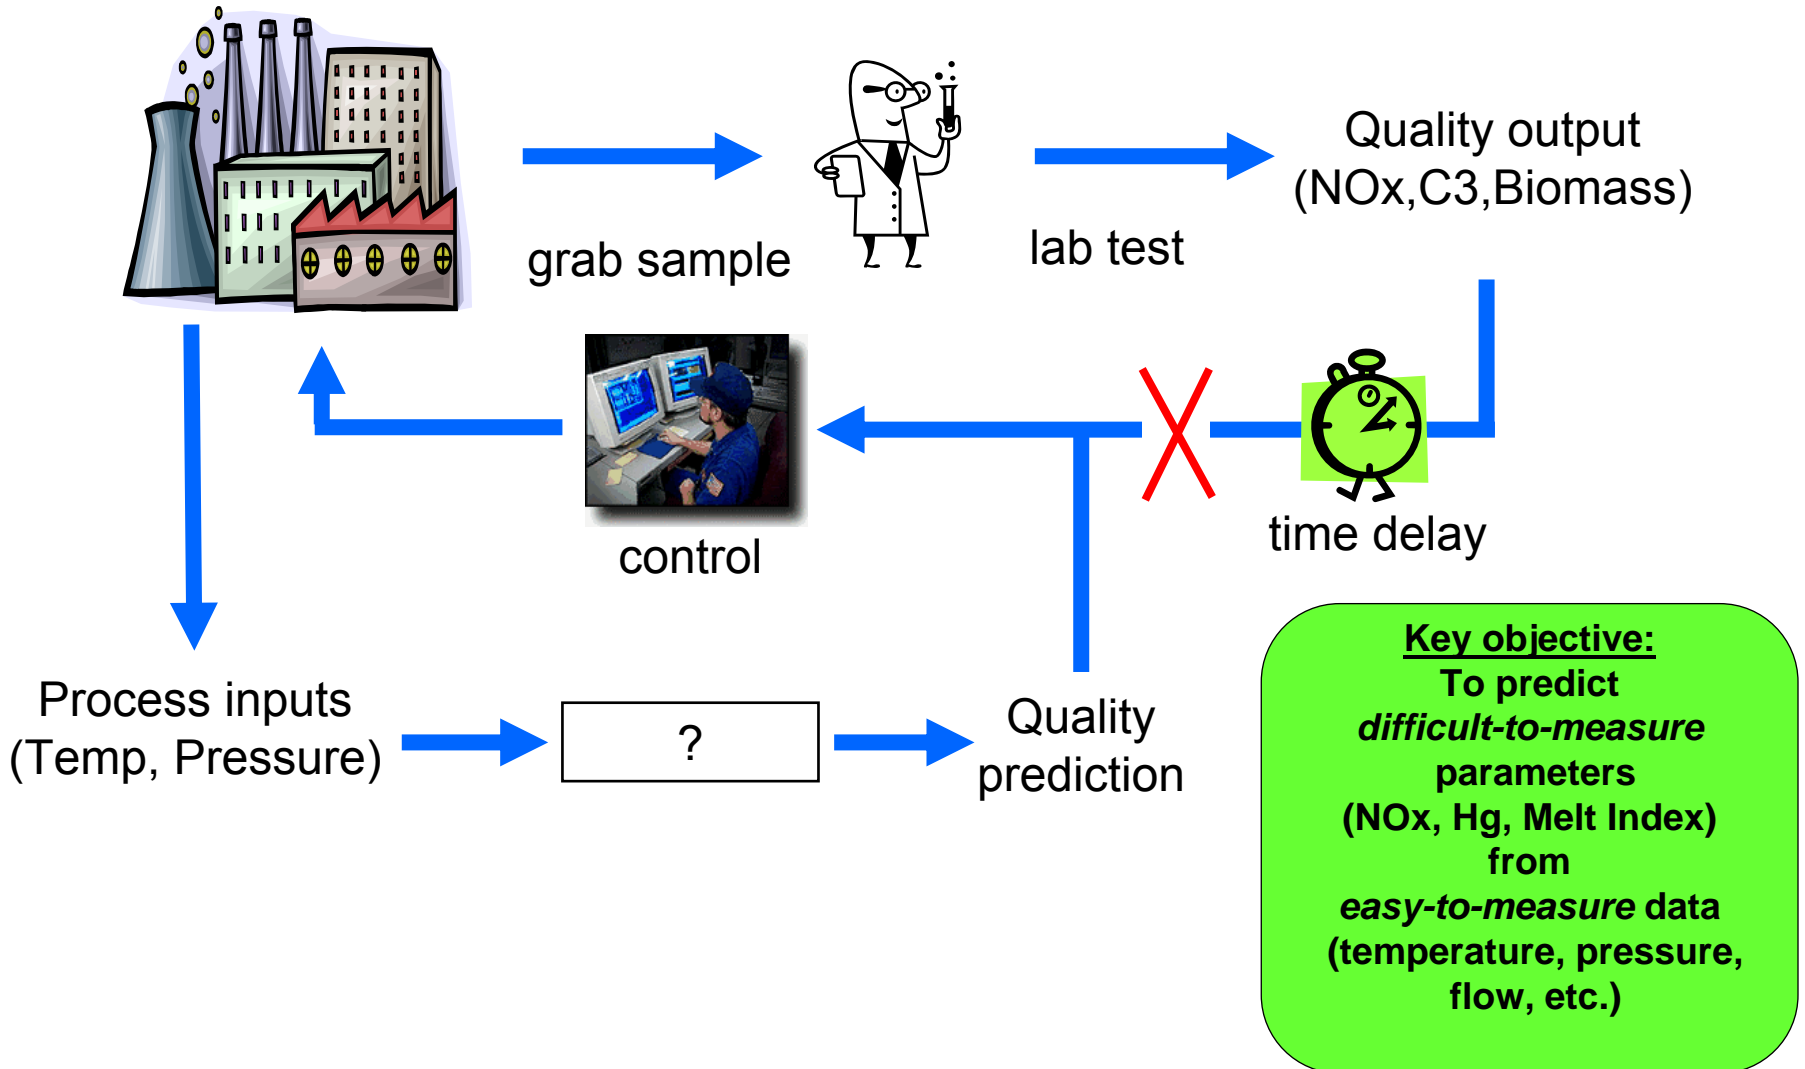 grab sample
lab test
Quality output
(NOx,C3,Biomass)
control
time delay
Process inputs
(Temp, Pressure)
?
Quality
prediction
Key objective:
To predict
difficult-to-measure
parameters
(NOx, Hg, Melt Index)
from
easy-to-measure data
(temperature, pressure,
flow, etc.)